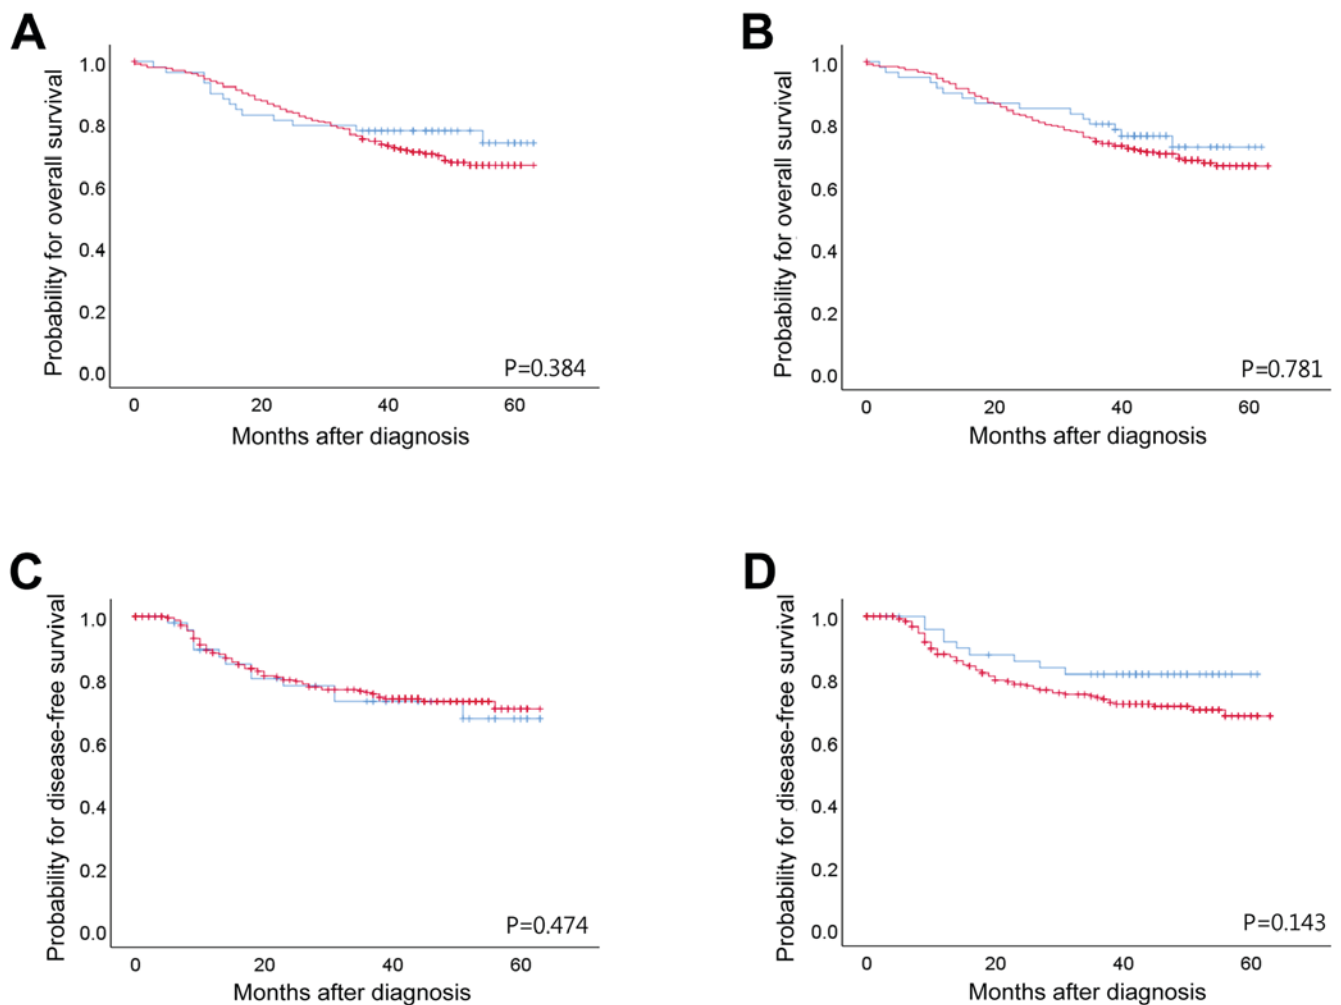 A
Probability for overall survival
1.0
0.8
0.6
0.4
0.2
0.0
P=0.384
0 20 40 60
Months after diagnosis
B
Probability for overall survival
1.0
0.8
0.6
0.4
0.2
0.0
P=0.781
0 20 40 60
Months after diagnosis
C
Probability for disease-free survival
1.0
0.8
0.6
0.4
0.2
0.0
P=0.474
0 20 40 60
Months after diagnosis
D
Probability for disease-free survival
1.0
0.8
0.6
0.4
0.2
0.0
P=0.143
0 20 40 60
Months after diagnosis